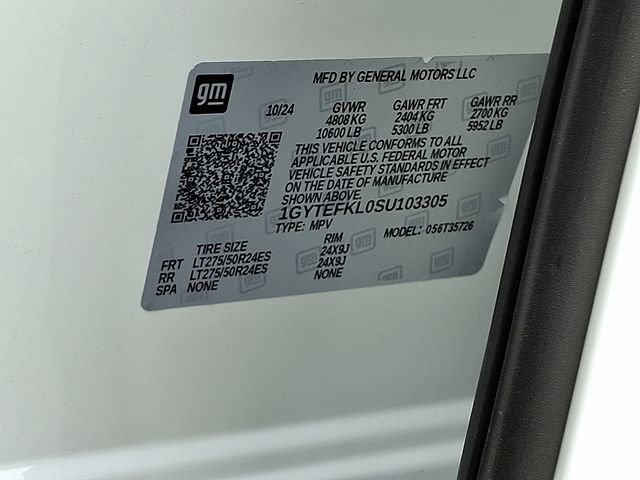 gm
MFD BY GENERAL MOTORS LLC
10/24 GVWR GAWR FRT GAWR RR
4808 KG 2404 KG 2700 KG
10600 LB 5300 LB 5952 LB
THIS VEHICLE CONFORMS TO ALL
APPLICABLE U.S. FEDERAL MOTOR
VEHICLE SAFETY STANDARDS IN EFFECT
ON THE DATE OF MANUFACTURE
SHOWN ABOVE.
1GYTEFKL0SU103305
TYPE: MPV MODEL: 056T35726
TIRE SIZE RIM
FRT LT275/50R24ES 24X9J
RR LT275/50R24ES 24X9J
SPA NONE NONE